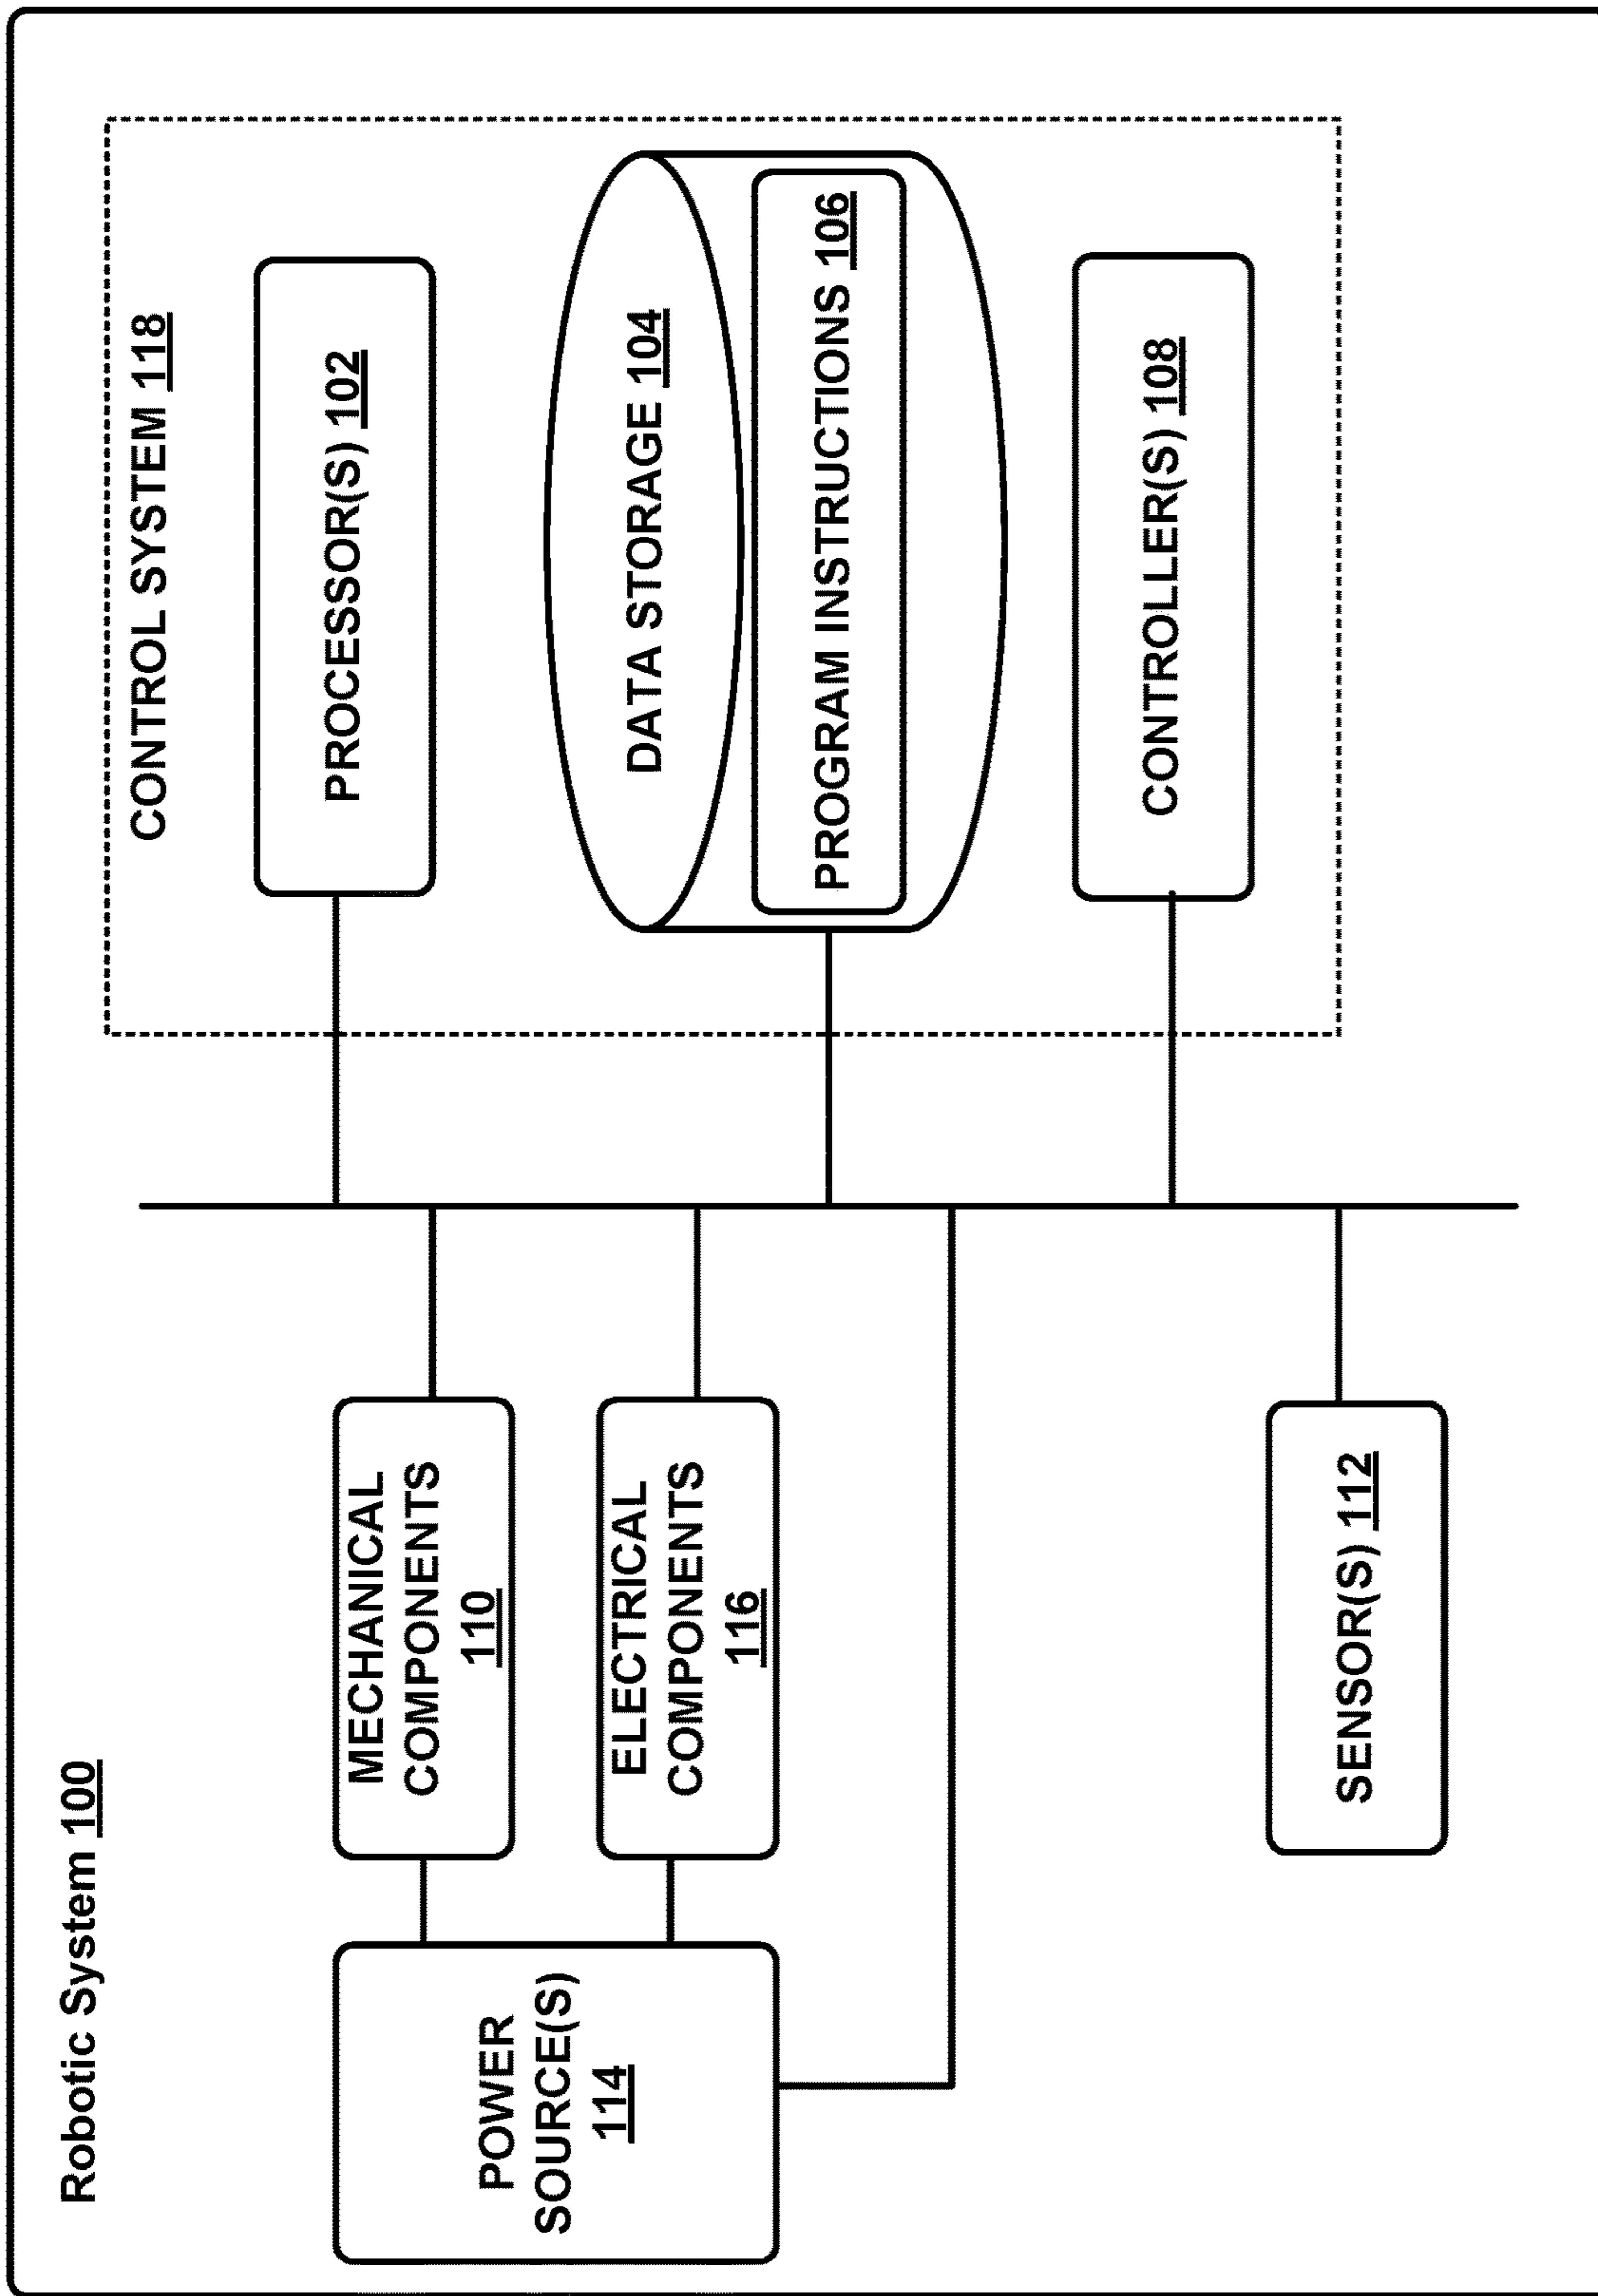 Robotic System 100
CONTROL SYSTEM 118
PROCESSOR(S) 102
DATA STORAGE 104
PROGRAM INSTRUCTIONS 106
CONTROLLER(S) 108
MECHANICAL
COMPONENTS
110
ELECTRICAL
COMPONENTS
116
POWER
SOURCE(S)
114
SENSOR(S) 112